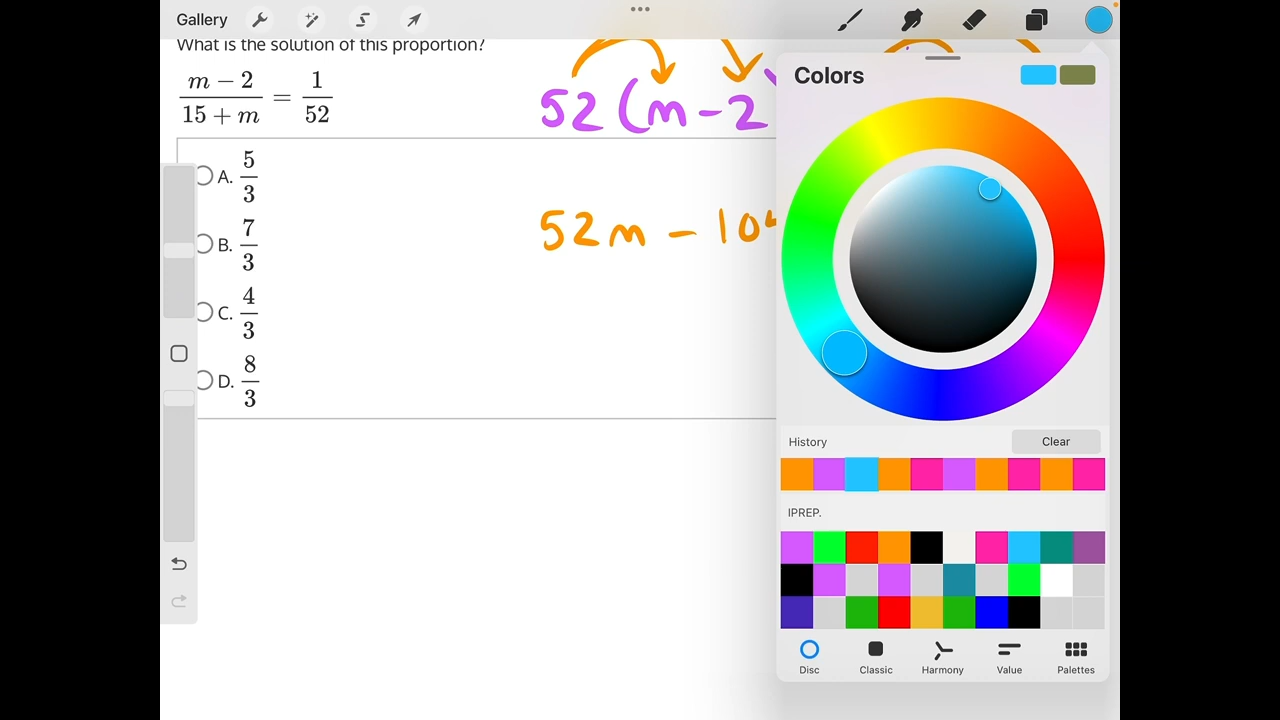 Gallery
What is the solution of this proportion?
m − 2 / 15 + m = 1 / 52
52 (m − 2
A. 5/3
52m − 104
B. 7/3
C. 4/3
D. 8/3
Colors
History
Clear
IPREP.
Disc
Classic
Harmony
Value
Palettes